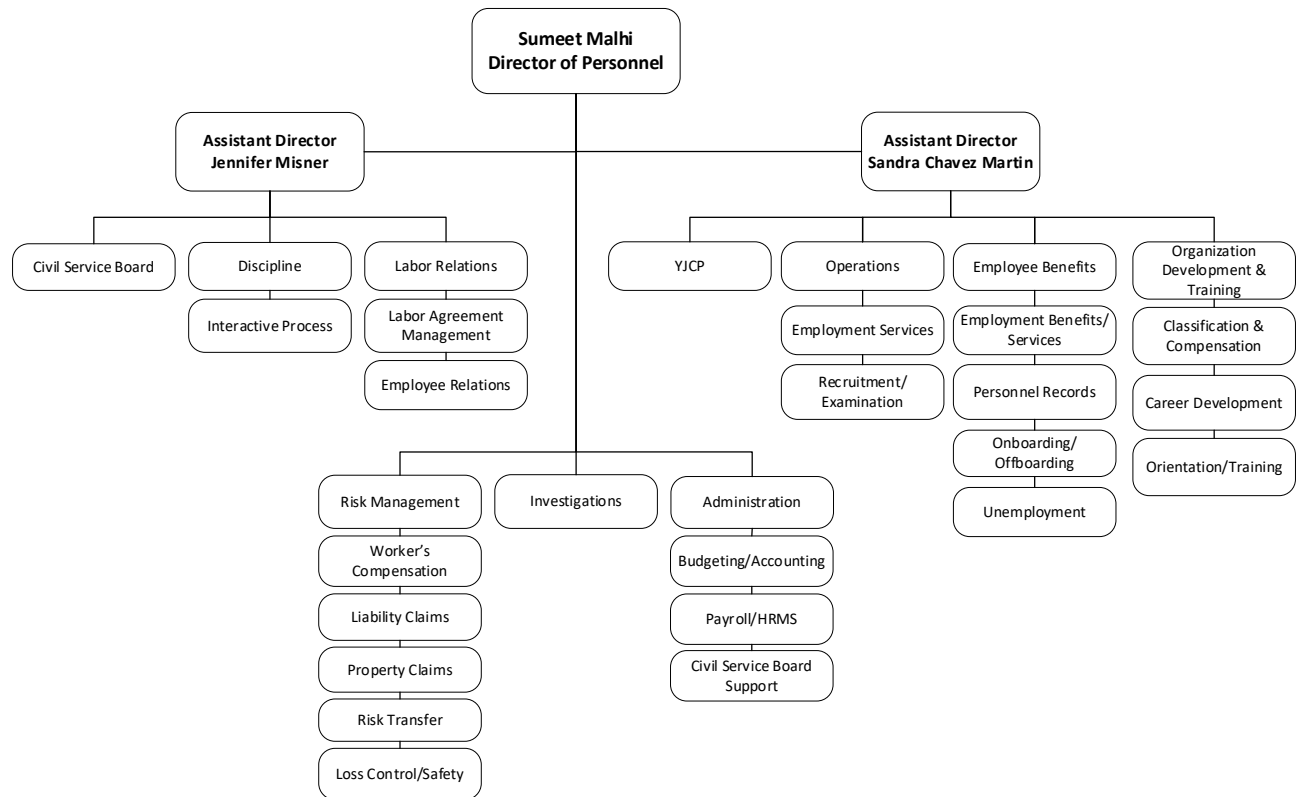 Sumeet Malhi
Director of Personnel
Assistant Director
Jennifer Misner
Assistant Director
Sandra Chavez Martin
Civil Service Board
Discipline
Interactive Process
Labor Relations
Labor Agreement
Management
Employee Relations
YJCP
Operations
Employment Services
Recruitment/
Examination
Employee Benefits
Employment Benefits/
Services
Personnel Records
Onboarding/
Offboarding
Unemployment
Organization
Development &
Training
Classification &
Compensation
Career Development
Orientation/Training
Risk Management
Worker's
Compensation
Liability Claims
Property Claims
Risk Transfer
Loss Control/Safety
Investigations
Administration
Budgeting/Accounting
Payroll/HRMS
Civil Service Board
Support